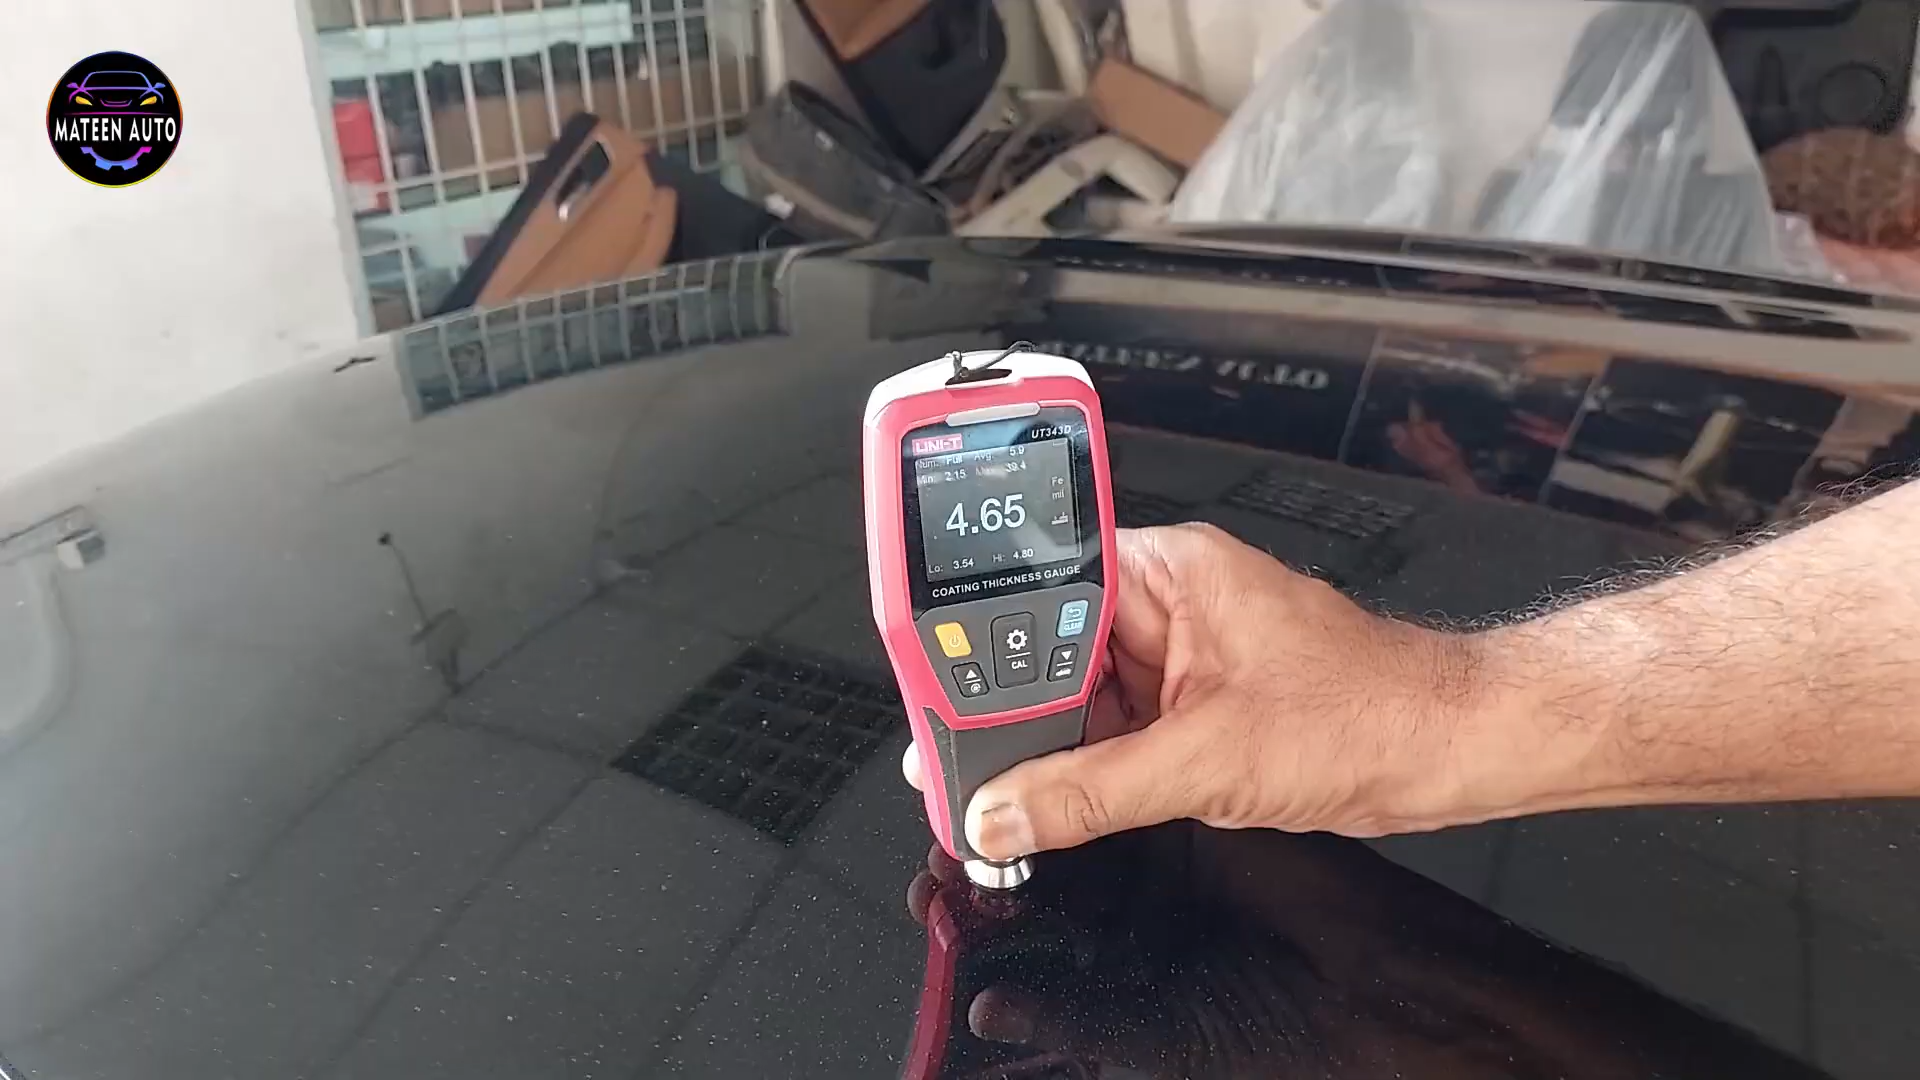 MATEEN AUTO
UNI-T
UT343D
Num: Full Avg: 5.9
Min: 2.15 Max: 39.4
Fe
mil
4.65
Lo: 3.54 Hi: 4.80
COATING THICKNESS GAUGE
CLEAR
CAL